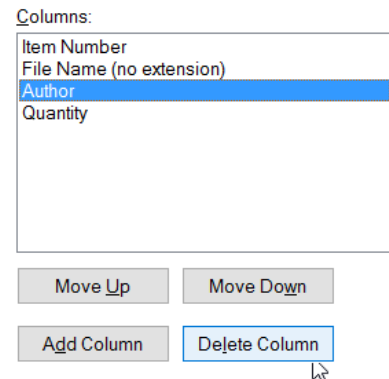 Columns:
Item Number
File Name (no extension)
Author
Quantity
Move Up
Move Down
Add Column
Delete Column